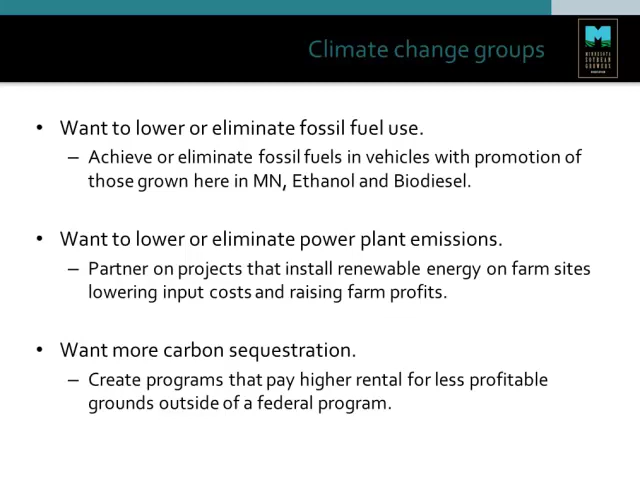 Climate change groups
MINNESOTA
SOYBEAN
GROWERS
• Want to lower or eliminate fossil fuel use.
– Achieve or eliminate fossil fuels in vehicles with promotion of
those grown here in MN, Ethanol and Biodiesel.
• Want to lower or eliminate power plant emissions.
– Partner on projects that install renewable energy on farm sites
lowering input costs and raising farm profits.
• Want more carbon sequestration.
– Create programs that pay higher rental for less profitable
grounds outside of a federal program.